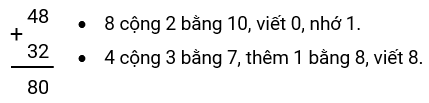 48
+
32
80
• 8 cộng 2 bằng 10, viết 0, nhớ 1.
• 4 cộng 3 bằng 7, thêm 1 bằng 8, viết 8.